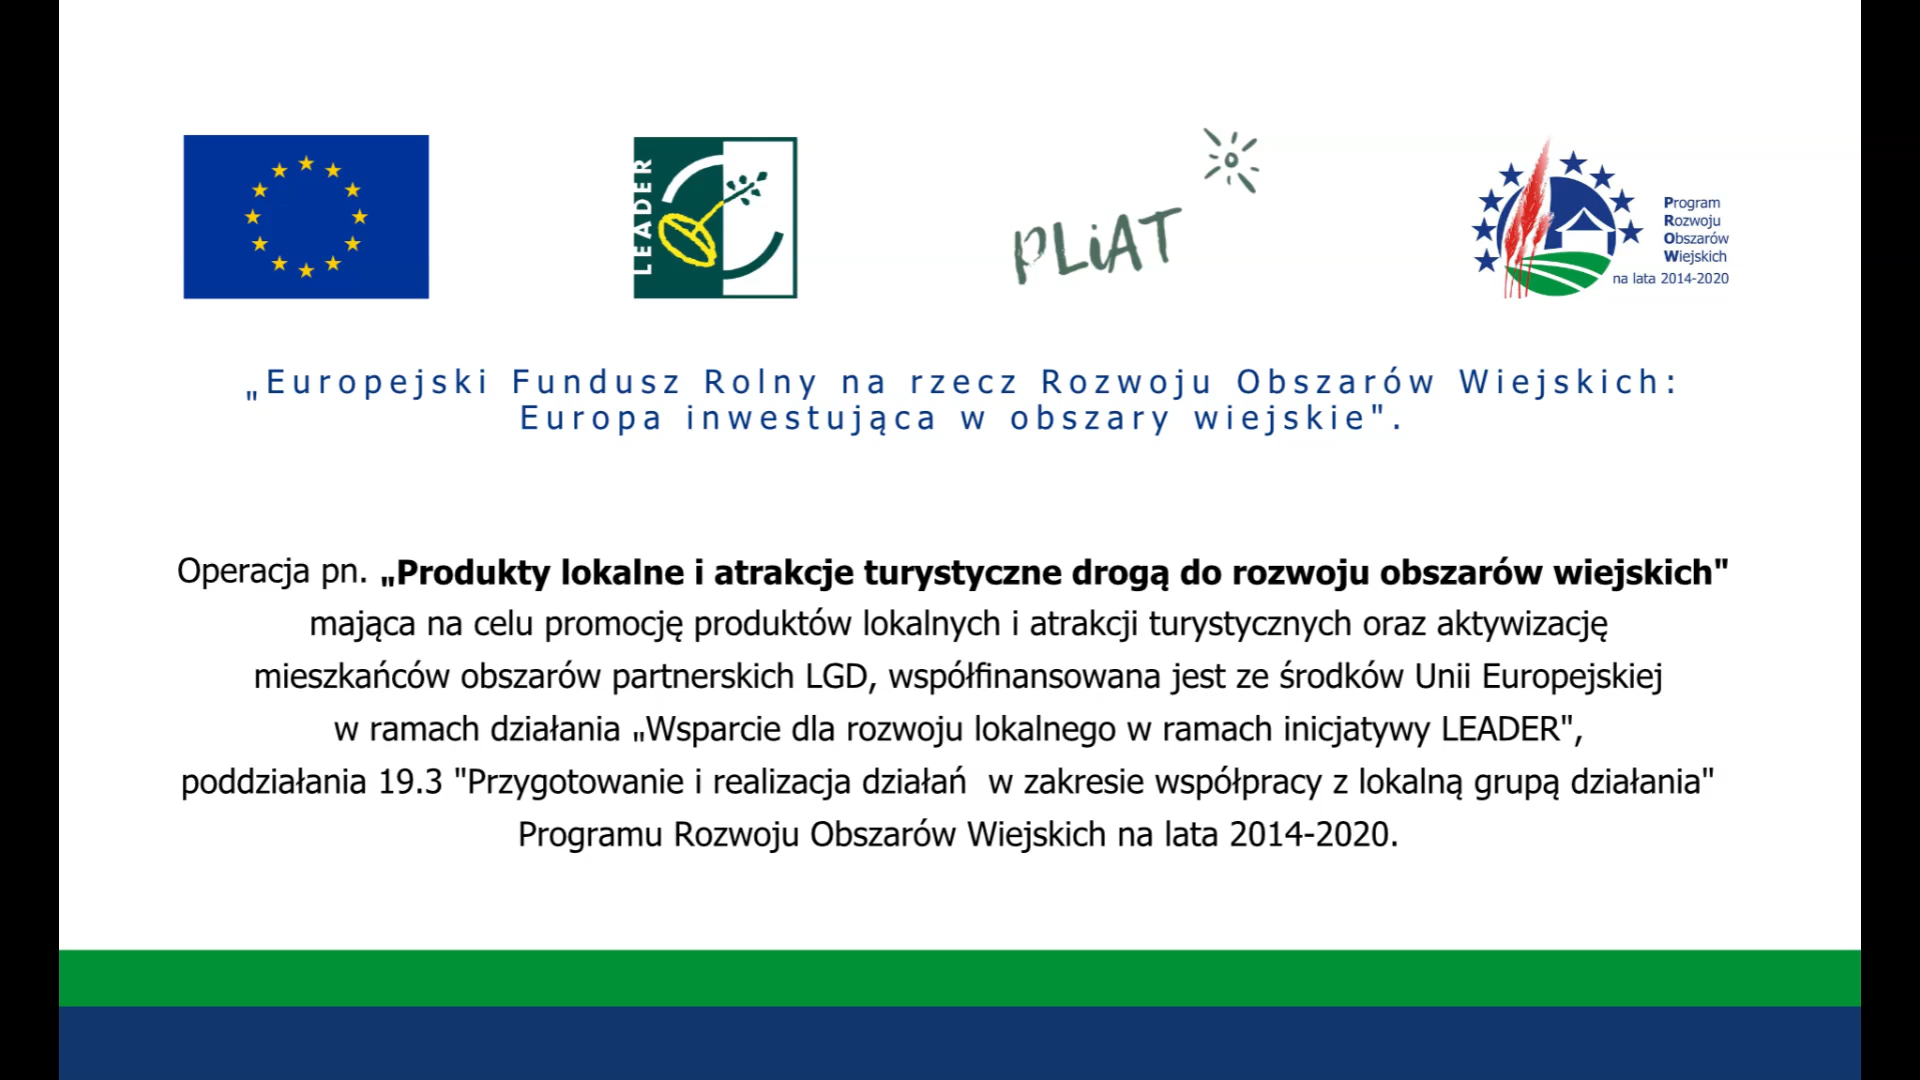 LEADER
PLiAT
Program
Rozwoju
Obszarów
Wiejskich
na lata 2014-2020
„Europejski Fundusz Rolny na rzecz Rozwoju Obszarów Wiejskich:
Europa inwestująca w obszary wiejskie".
Operacja pn. „Produkty lokalne i atrakcje turystyczne drogą do rozwoju obszarów wiejskich"
mająca na celu promocję produktów lokalnych i atrakcji turystycznych oraz aktywizację
mieszkańców obszarów partnerskich LGD, współfinansowana jest ze środków Unii Europejskiej
w ramach działania „Wsparcie dla rozwoju lokalnego w ramach inicjatywy LEADER",
poddziałania 19.3 "Przygotowanie i realizacja działań  w zakresie współpracy z lokalną grupą działania"
Programu Rozwoju Obszarów Wiejskich na lata 2014-2020.